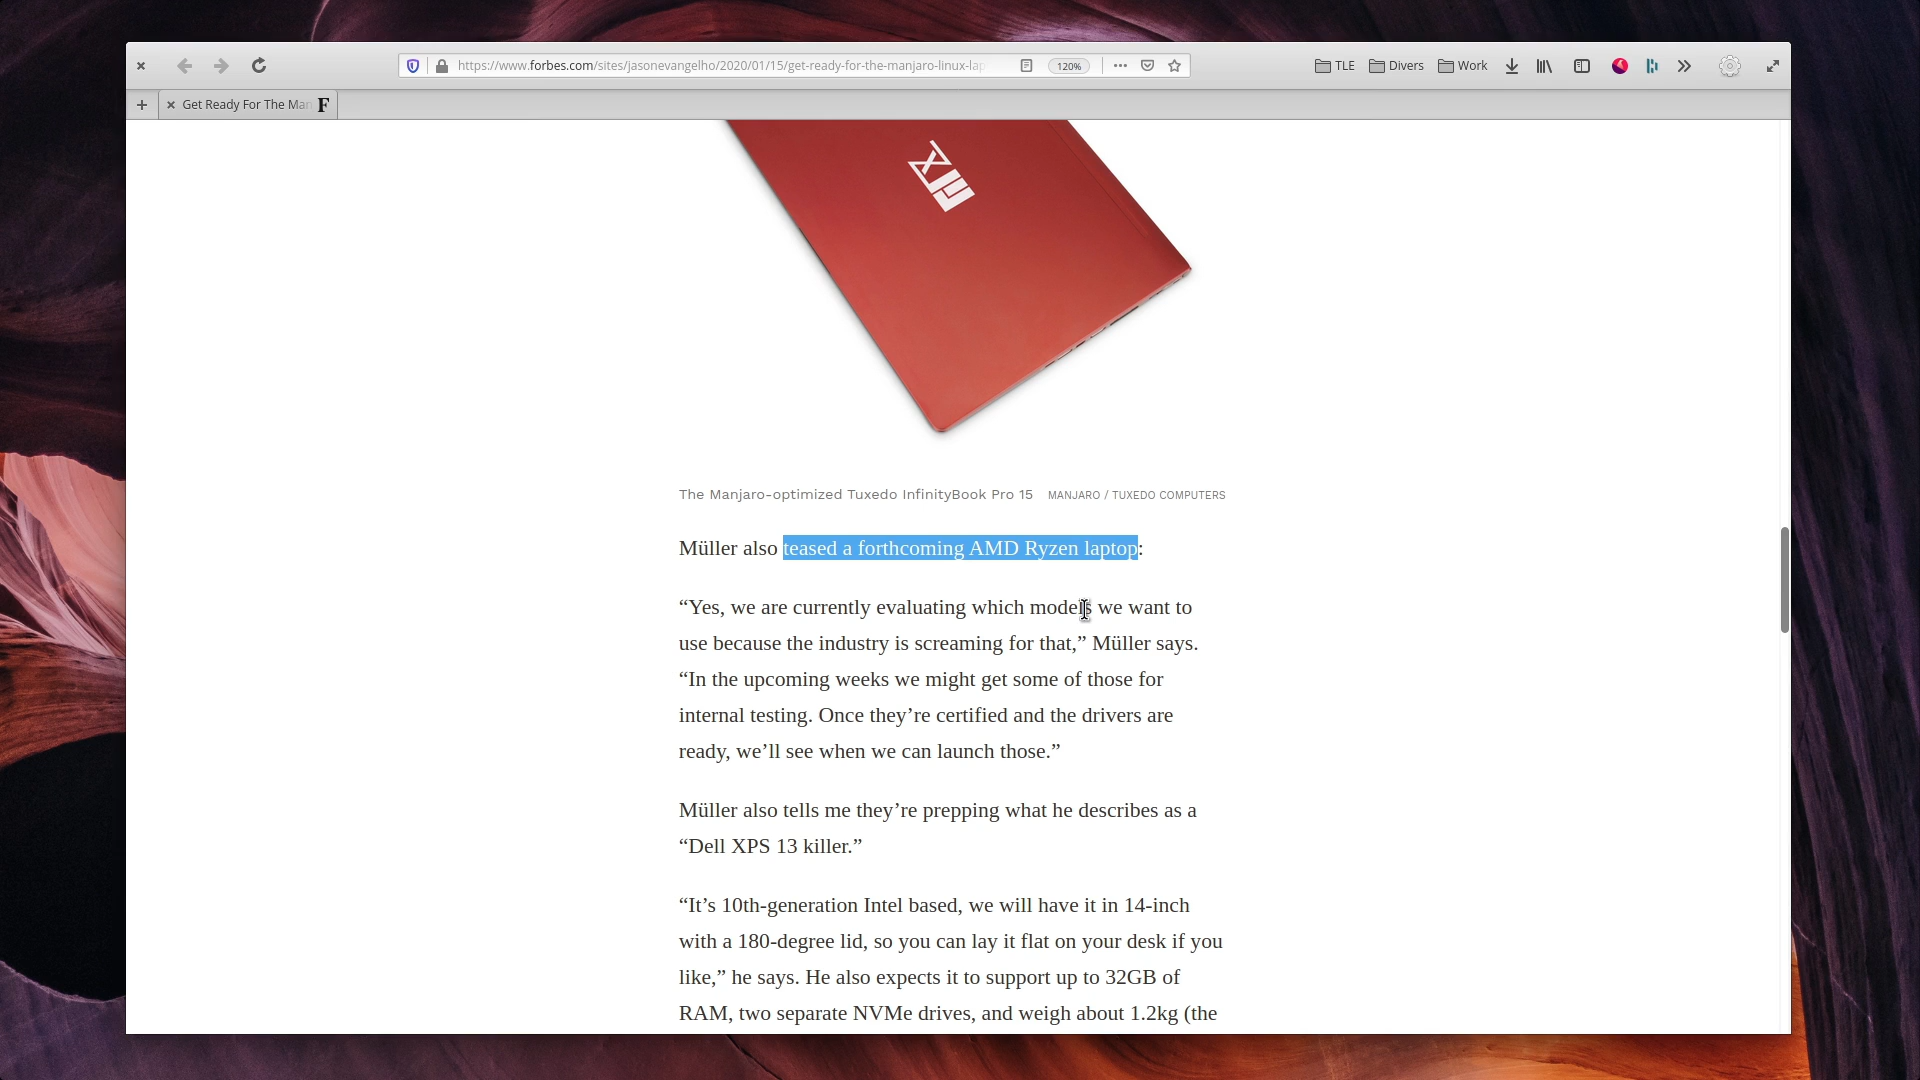 https://www.forbes.com/sites/jasonevangelho/2020/01/15/get-ready-for-the-manjaro-linux-lap
120%
TLE
Divers
Work
Get Ready For The Man
F
The Manjaro-optimized Tuxedo InfinityBook Pro 15 MANJARO / TUXEDO COMPUTERS
Müller also teased a forthcoming AMD Ryzen laptop:
“Yes, we are currently evaluating which models we want to
use because the industry is screaming for that,” Müller says.
“In the upcoming weeks we might get some of those for
internal testing. Once they’re certified and the drivers are
ready, we’ll see when we can launch those.”
Müller also tells me they’re prepping what he describes as a
“Dell XPS 13 killer.”
“It’s 10th-generation Intel based, we will have it in 14-inch
with a 180-degree lid, so you can lay it flat on your desk if you
like,” he says. He also expects it to support up to 32GB of
RAM, two separate NVMe drives, and weigh about 1.2kg (the